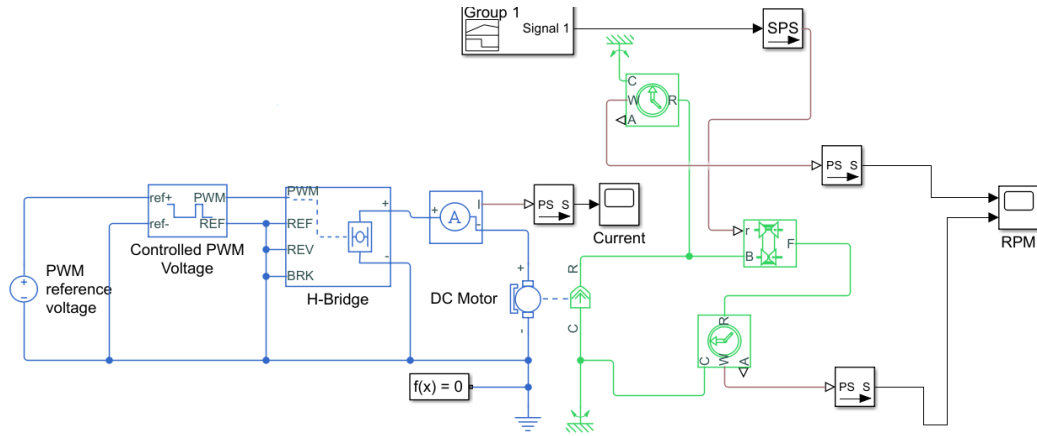 Group 1
Signal 1
SPS
C
W
R
A
PS S
RPM
ref+
PWM
ref-
REF
Controlled PWM
Voltage
PWM
REF
REV
BRK
+
-
H-Bridge
+
A
I
-
PS S
Current
PWM
reference
voltage
+
−
DC Motor
+
-
R
C
r
B
F
R
C
W
A
PS S
f(x) = 0